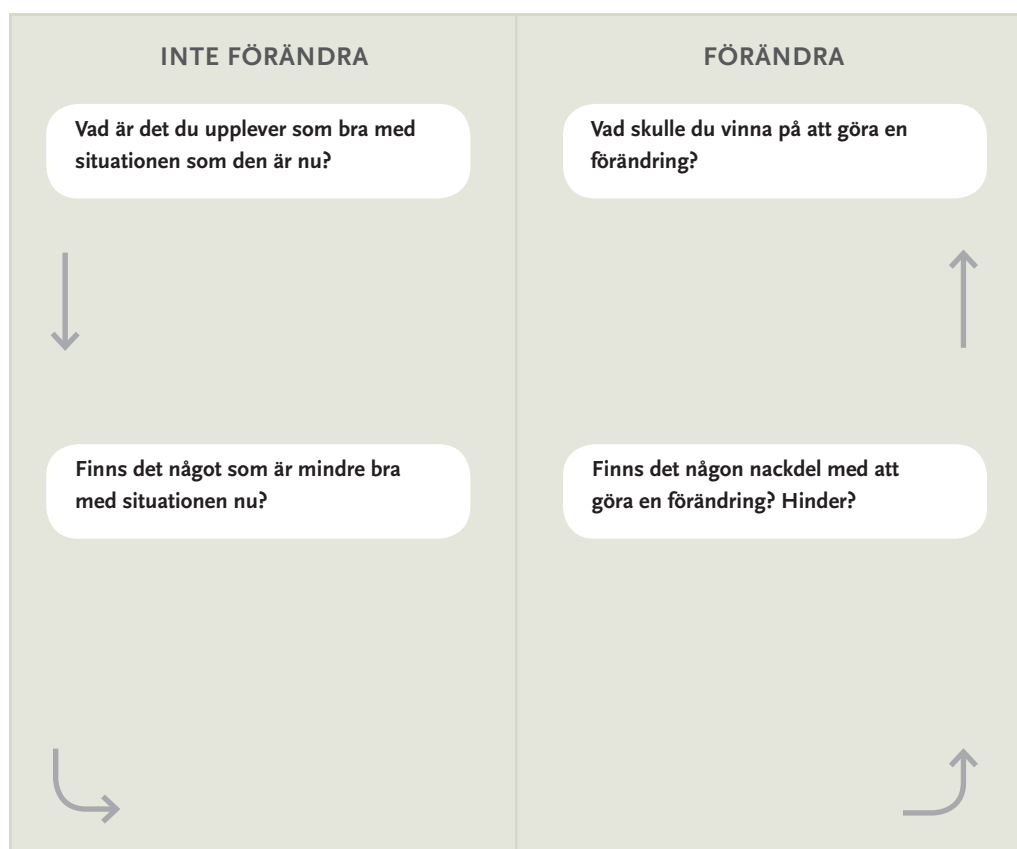 INTE FÖRÄNDRA
Vad är det du upplever som bra med
situationen som den är nu?
Finns det något som är mindre bra
med situationen nu?
FÖRÄNDRA
Vad skulle du vinna på att göra en
förändring?
Finns det någon nackdel med att
göra en förändring? Hinder?